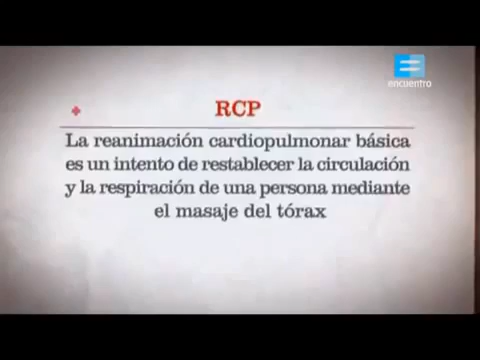 encuentro
RCP
La reanimación cardiopulmonar básica
es un intento de restablecer la circulación
y la respiración de una persona mediante
el masaje del tórax